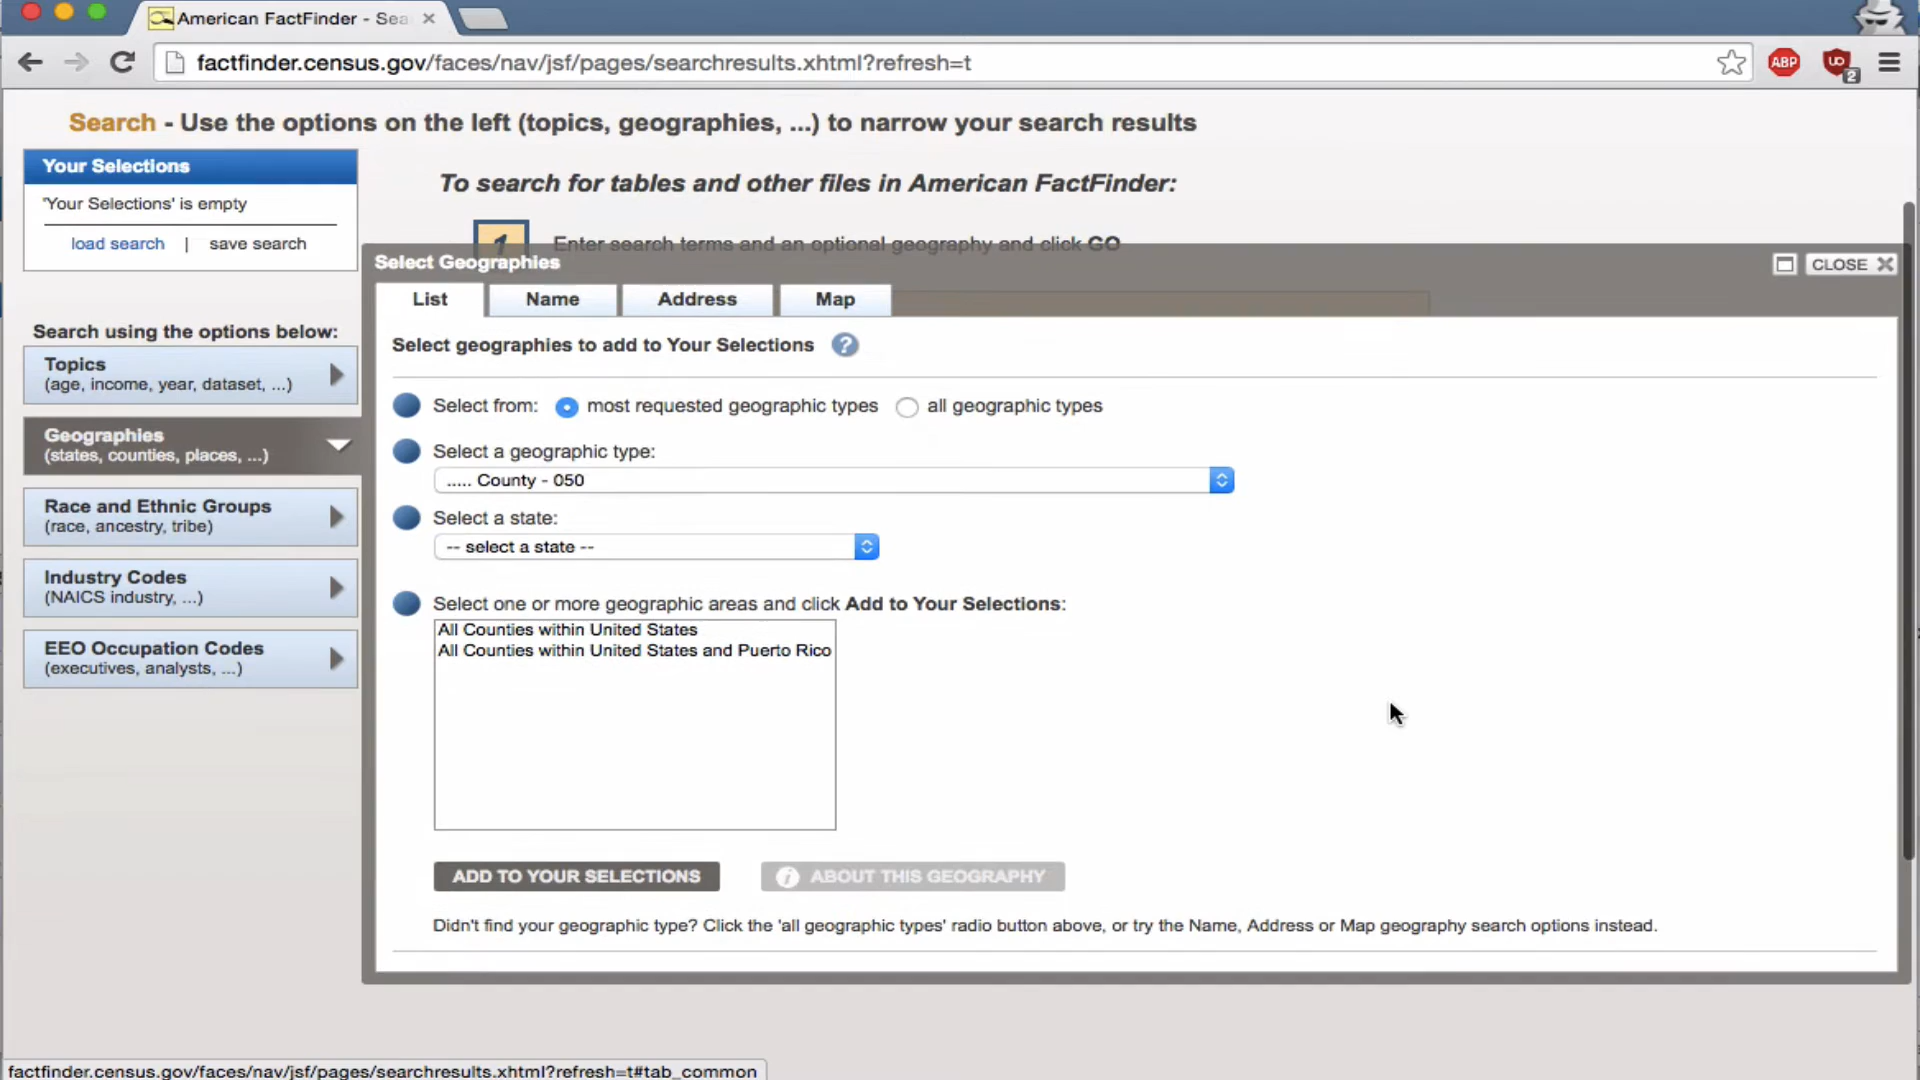 American FactFinder - Sea
factfinder.census.gov/faces/nav/jsf/pages/searchresults.xhtml?refresh=t
ABP
UD
2
Search - Use the options on the left (topics, geographies, ...) to narrow your search results
Your Selections
'Your Selections' is empty
load search | save search
To search for tables and other files in American FactFinder:
1
Enter search terms and an optional geography and click GO
Search using the options below:
Topics
(age, income, year, dataset, ...)
Geographies
(states, counties, places, ...)
Race and Ethnic Groups
(race, ancestry, tribe)
Industry Codes
(NAICS industry, ...)
EEO Occupation Codes
(executives, analysts, ...)
Select Geographies
CLOSE
List Name Address Map
Select geographies to add to Your Selections ?
Select from: most requested geographic types all geographic types
Select a geographic type:
..... County - 050
Select a state:
-- select a state --
Select one or more geographic areas and click Add to Your Selections:
All Counties within United States
All Counties within United States and Puerto Rico
ADD TO YOUR SELECTIONS
i ABOUT THIS GEOGRAPHY
Didn't find your geographic type? Click the 'all geographic types' radio button above, or try the Name, Address or Map geography search options instead.
factfinder.census.gov/faces/nav/jsf/pages/searchresults.xhtml?refresh=t#tab_common